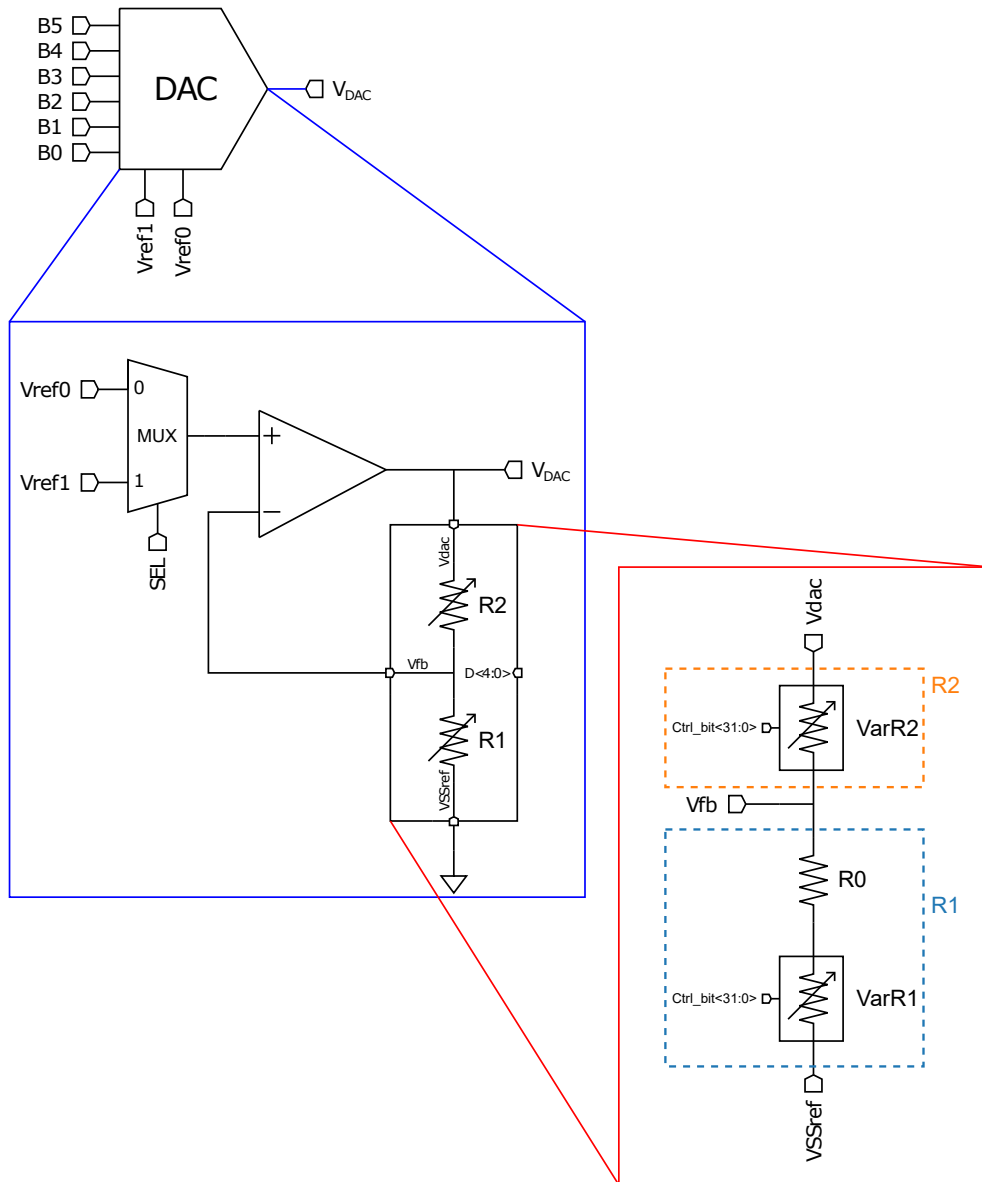 B5
B4
B3
B2
B1
B0
DAC
VDAC
Vref1
Vref0
Vref0
0
MUX
Vref1
1
SEL
+
−
VDAC
Vdac
R2
Vfb
D<4:0>
R1
VSSref
Vdac
R2
Ctrl_bit<31:0>
VarR2
Vfb
R0
R1
Ctrl_bit<31:0>
VarR1
VSSref